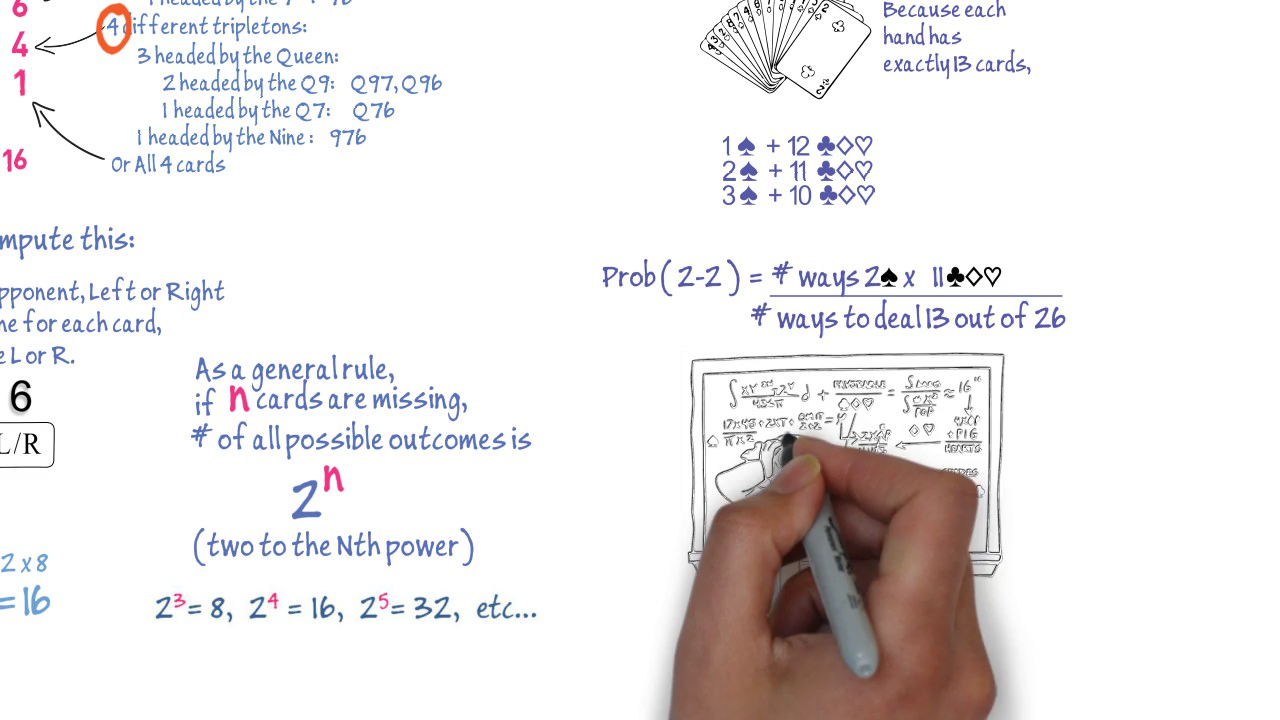 6
4
1
16
4 different tripletons:
3 headed by the Queen:
2 headed by the Q9: Q97, Q96
1 headed by the Q7: Q76
1 headed by the Nine: 976
Or All 4 cards
mpute this:
pponent, Left or Right
ne for each card,
e L or R.
6
L/R
2 x 8
= 16
As a general rule,
if n cards are missing,
# of all possible outcomes is
2^n
(two to the Nth power)
2³ = 8, 2⁴ = 16, 2⁵ = 32, etc...
Because each
hand has
exactly 13 cards,
1♠ + 12 ♣♢♡
2♠ + 11 ♣♢♡
3♠ + 10 ♣♢♡
Prob ( 2-2 ) = # ways 2♠ x 11♣♢♡
# ways to deal 13 out of 26